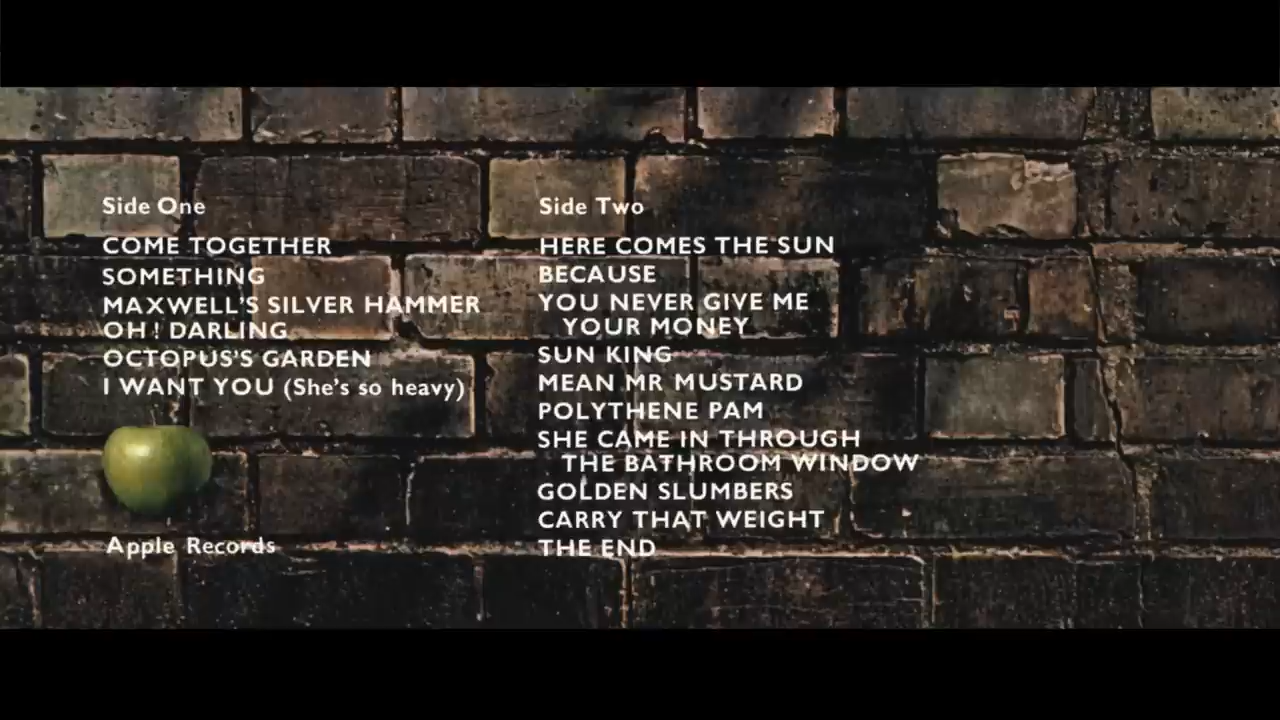 Side One
COME TOGETHER
SOMETHING
MAXWELL'S SILVER HAMMER
OH! DARLING
OCTOPUS'S GARDEN
I WANT YOU (She's so heavy)
Apple Records
Side Two
HERE COMES THE SUN
BECAUSE
YOU NEVER GIVE ME
YOUR MONEY
SUN KING
MEAN MR MUSTARD
POLYTHENE PAM
SHE CAME IN THROUGH
THE BATHROOM WINDOW
GOLDEN SLUMBERS
CARRY THAT WEIGHT
THE END